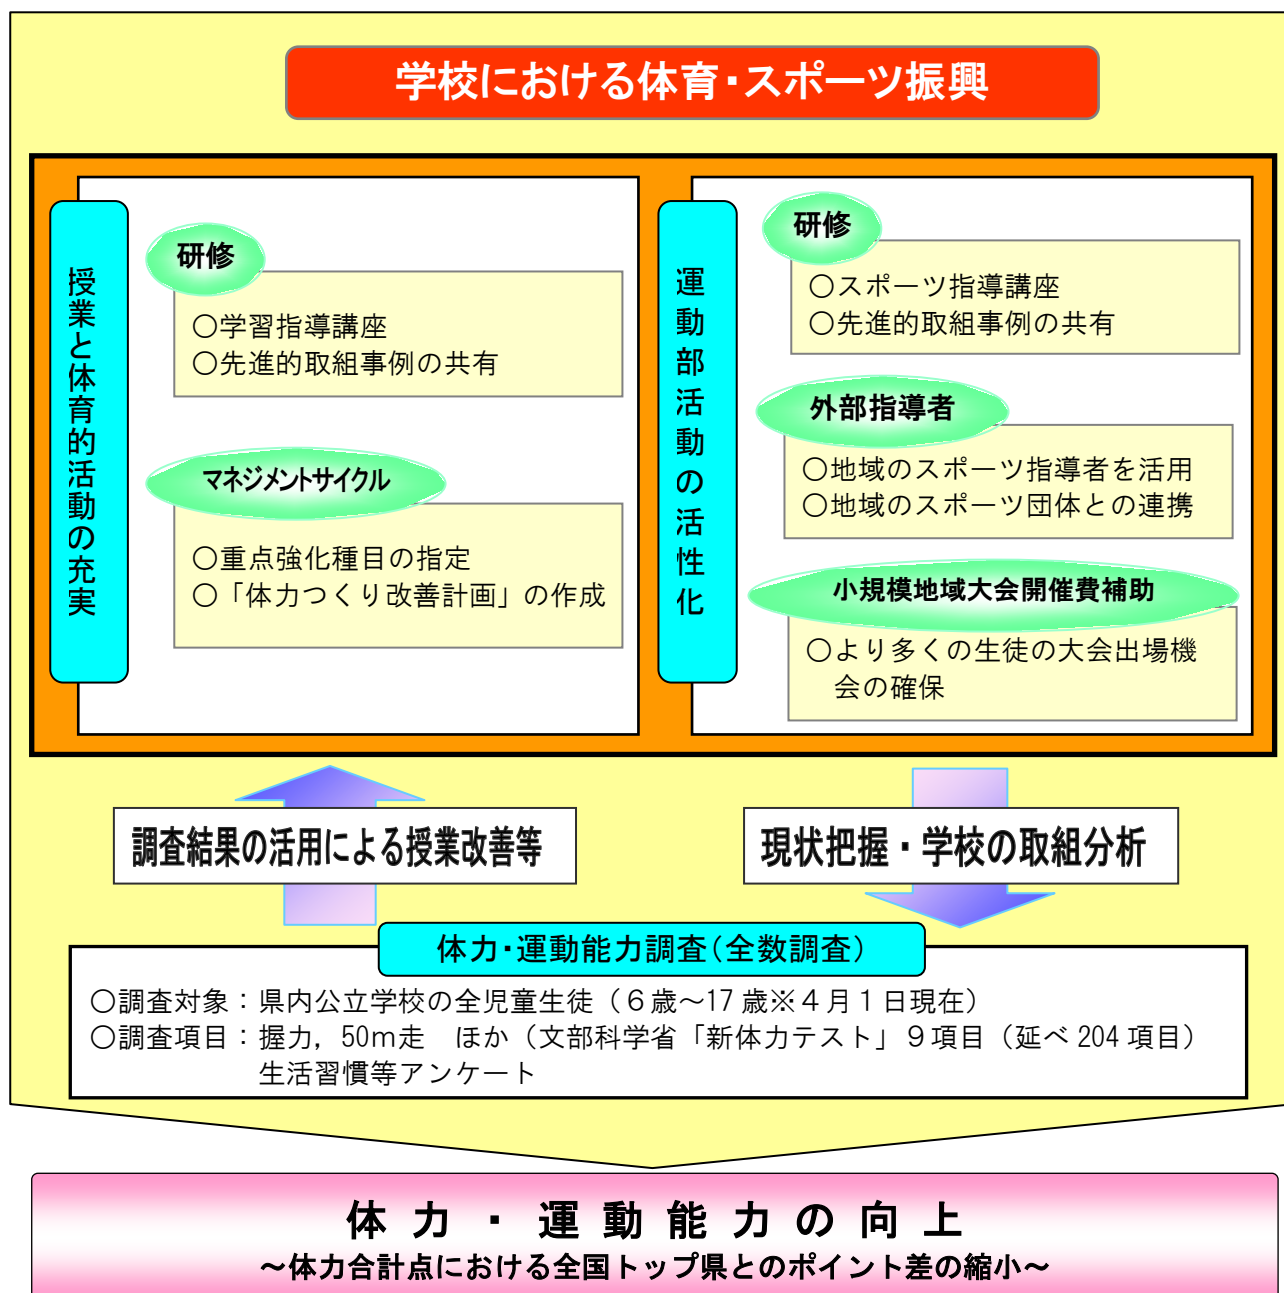 学校における体育・スポーツ振興
授業と体育的活動の充実
研修
○学習指導講座
○先進的取組事例の共有
マネジメントサイクル
○重点強化種目の指定
○「体力つくり改善計画」の作成
運動部活動の活性化
研修
○スポーツ指導講座
○先進的取組事例の共有
外部指導者
○地域のスポーツ指導者を活用
○地域のスポーツ団体との連携
小規模地域大会開催費補助
○より多くの生徒の大会出場機
会の確保
調査結果の活用による授業改善等
現状把握・学校の取組分析
体力・運動能力調査(全数調査)
○調査対象：県内公立学校の全児童生徒（６歳～17歳※４月１日現在）
○調査項目：握力，50ｍ走　ほか（文部科学省「新体力テスト」９項目（延べ204項目）
生活習慣等アンケート
体力・運動能力の向上
～体力合計点における全国トップ県とのポイント差の縮小～